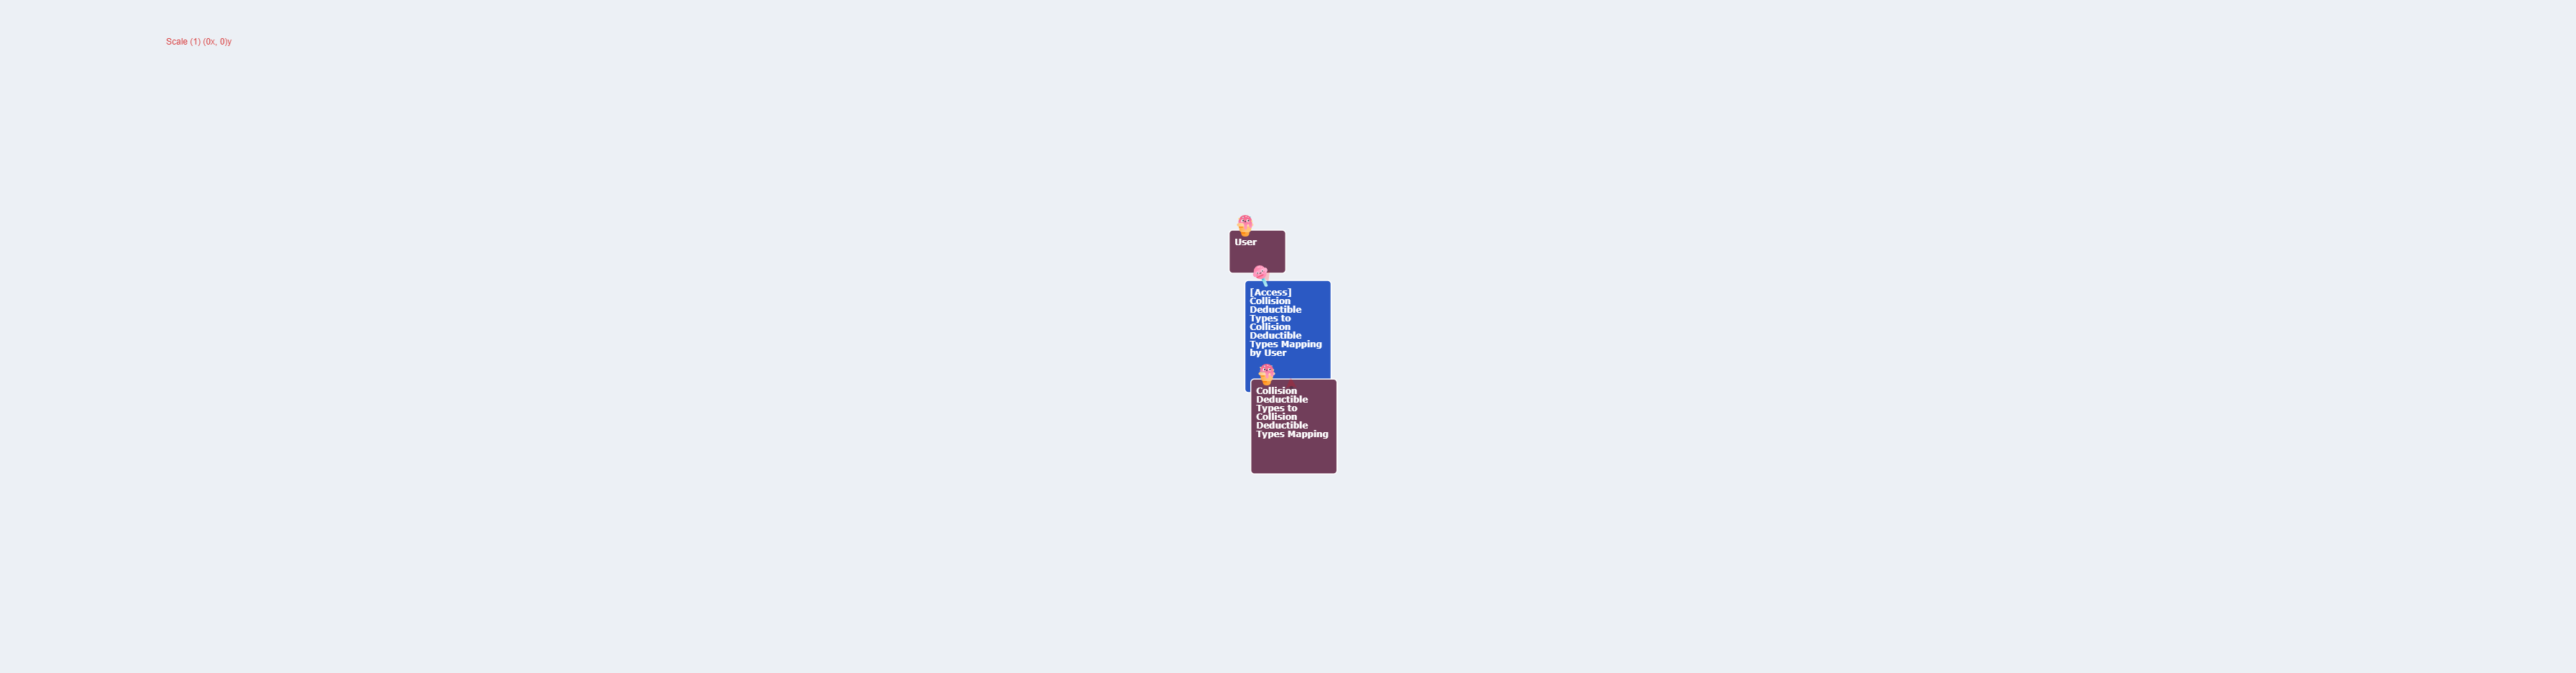 Scale (1) (0x, 0)y
User
[Access]
Collision
Deductible
Types to
Collision
Deductible
Types Mapping
by User
Collision
Deductible
Types to
Collision
Deductible
Types Mapping